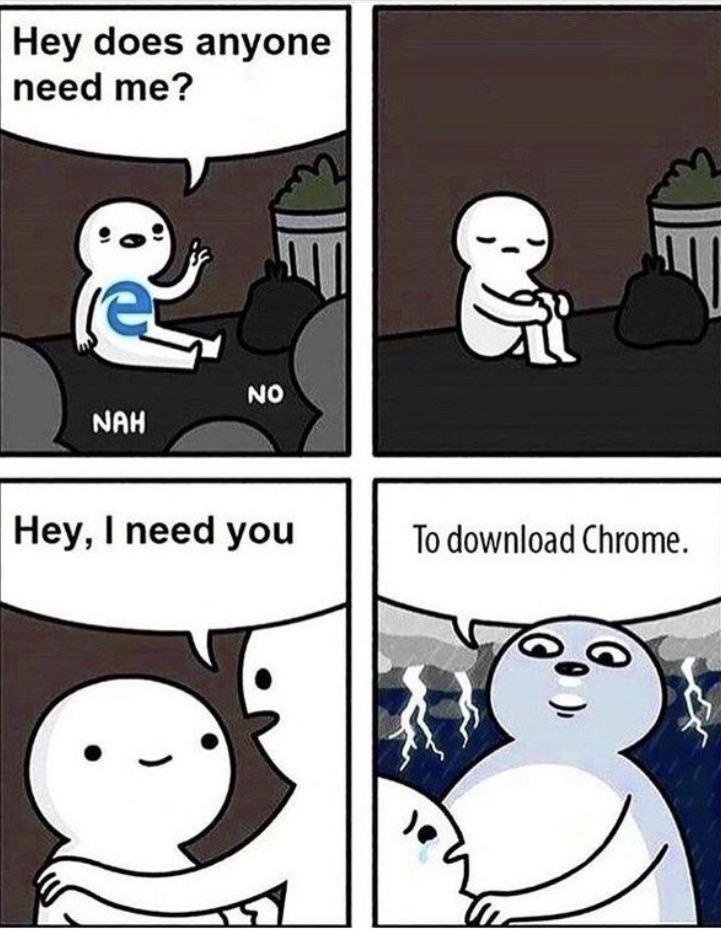 Hey does anyone
need me?
NO
NAH
Hey, I need you
To download Chrome.